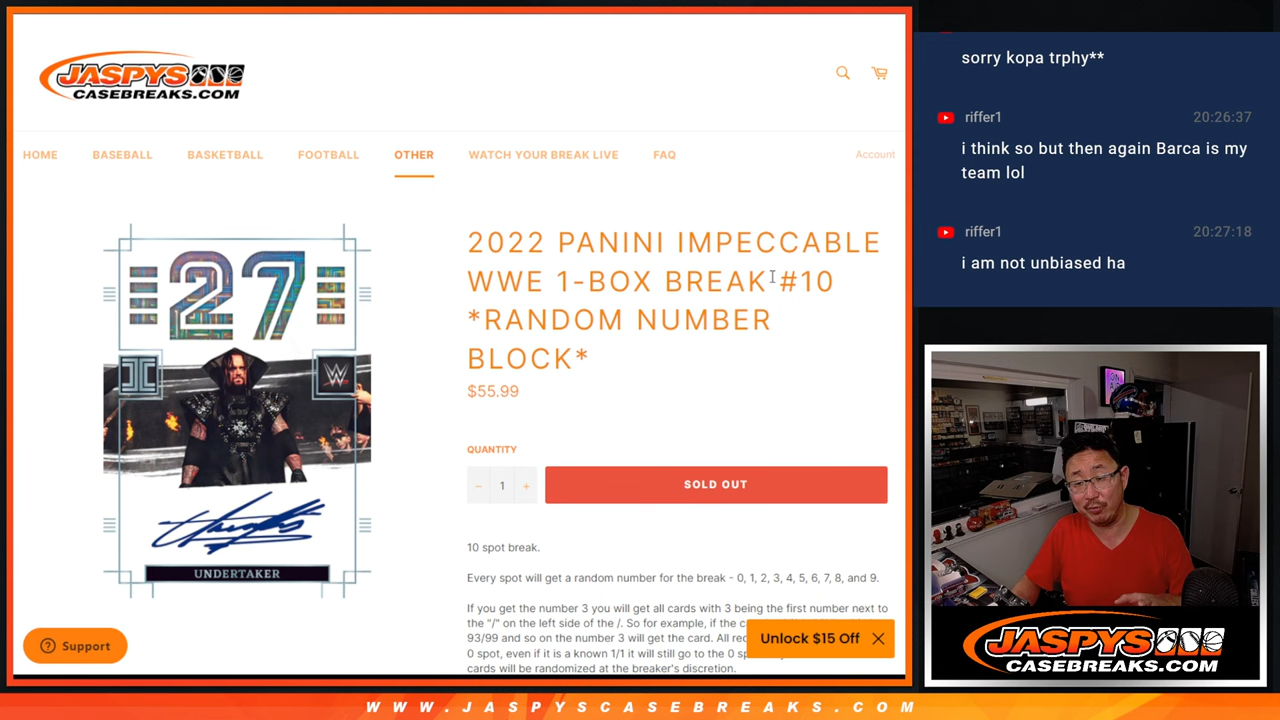 JASPYS
CASEBREAKS.COM
HOME
BASEBALL
BASKETBALL
FOOTBALL
OTHER
WATCH YOUR BREAK LIVE
FAQ
Account
27
W
UNDERTAKER
2022 PANINI IMPECCABLE
WWE 1-BOX BREAK #10
*RANDOM NUMBER
BLOCK*
$55.99
QUANTITY
− 1 +
SOLD OUT
10 spot break.
Every spot will get a random number for the break - 0, 1, 2, 3, 4, 5, 6, 7, 8, and 9.
If you get the number 3 you will get all cards with 3 being the first number next to
the "/" on the left side of the /. So for example, if the c
93/99 and so on the number 3 will get the card. All
0 spot, even if it is a known 1/1 it will still go to the 0
cards will be randomized at the breaker's discretion.
Support
Unlock $15 Off
sorry kopa trphy**
riffer1 20:26:37
i think so but then again Barca is my
team lol
riffer1 20:27:18
i am not unbiased ha
JASPYS
CASEBREAKS.COM
WWW.JASPYSCASEBREAKS.COM